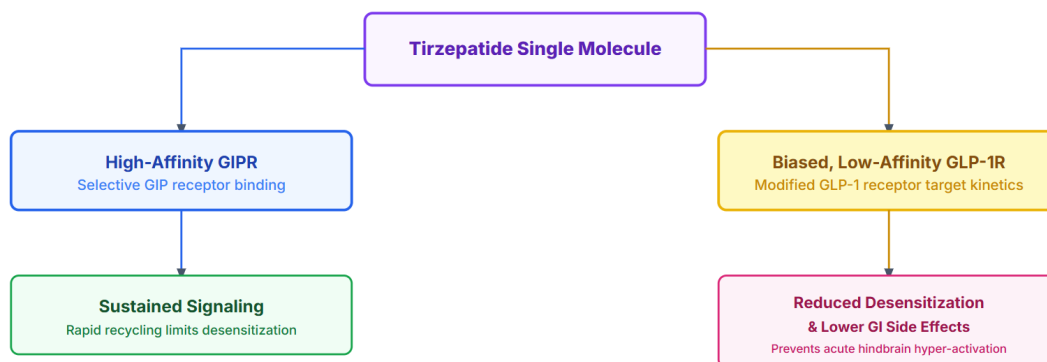 Tirzepatide Single Molecule
High-Affinity GIPR
Selective GIP receptor binding
Biased, Low-Affinity GLP-1R
Modified GLP-1 receptor target kinetics
Sustained Signaling
Rapid recycling limits desensitization
Reduced Desensitization
& Lower GI Side Effects
Prevents acute hindbrain hyper-activation